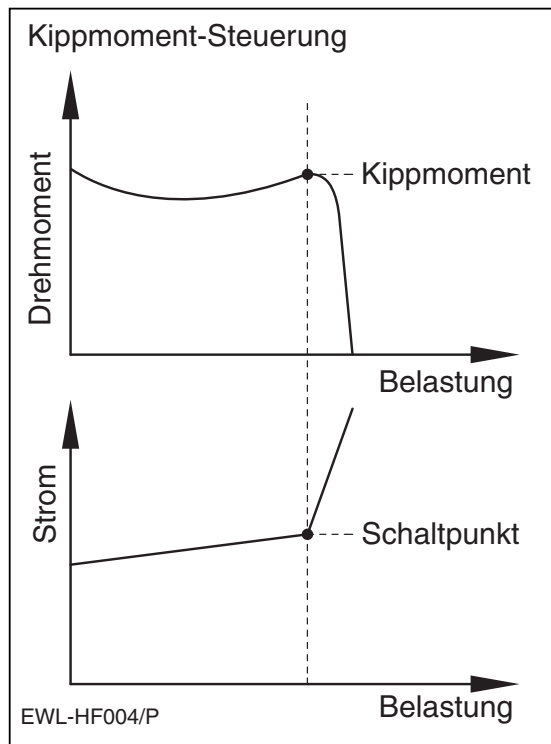 Kippmoment-Steuerung
Drehmoment
Kippmoment
Belastung
Strom
Schaltpunkt
Belastung
EWL-HF004/P